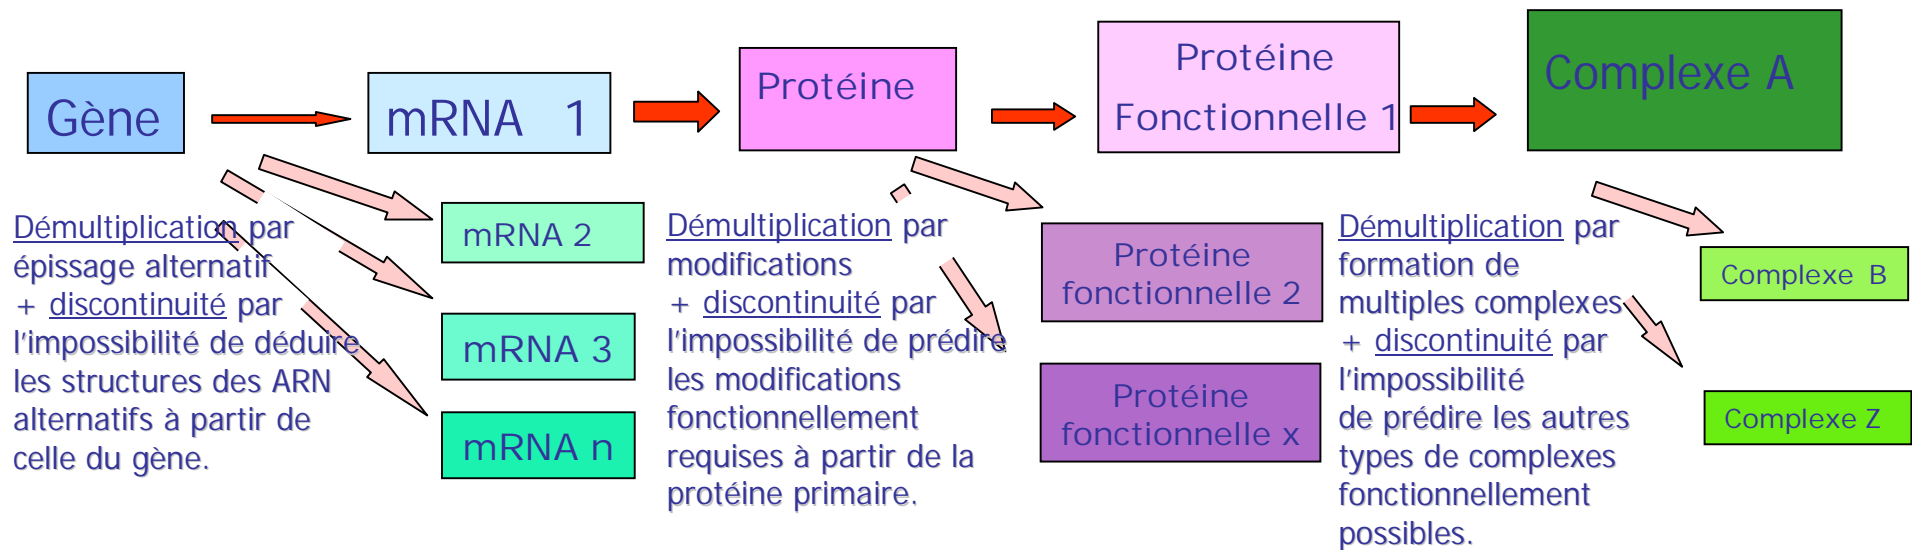 Gène
mRNA 1
Protéine
Protéine
Fonctionnelle 1
Complexe A
mRNA 2
mRNA 3
mRNA n
Démultiplication par
épissage alternatif
+ discontinuité par
l'impossibilité de déduire
les structures des ARN
alternatifs à partir de
celle du gène.
Démultiplication par
modifications
+ discontinuité par
l'impossibilité de prédire
les modifications
fonctionnellement
requises à partir de la
protéine primaire.
Protéine
fonctionnelle 2
Protéine
fonctionnelle x
Démultiplication par
formation de
multiples complexes
+ discontinuité par
l'impossibilité
de prédire les autres
types de complexes
fonctionnellement
possibles.
Complexe B
Complexe Z